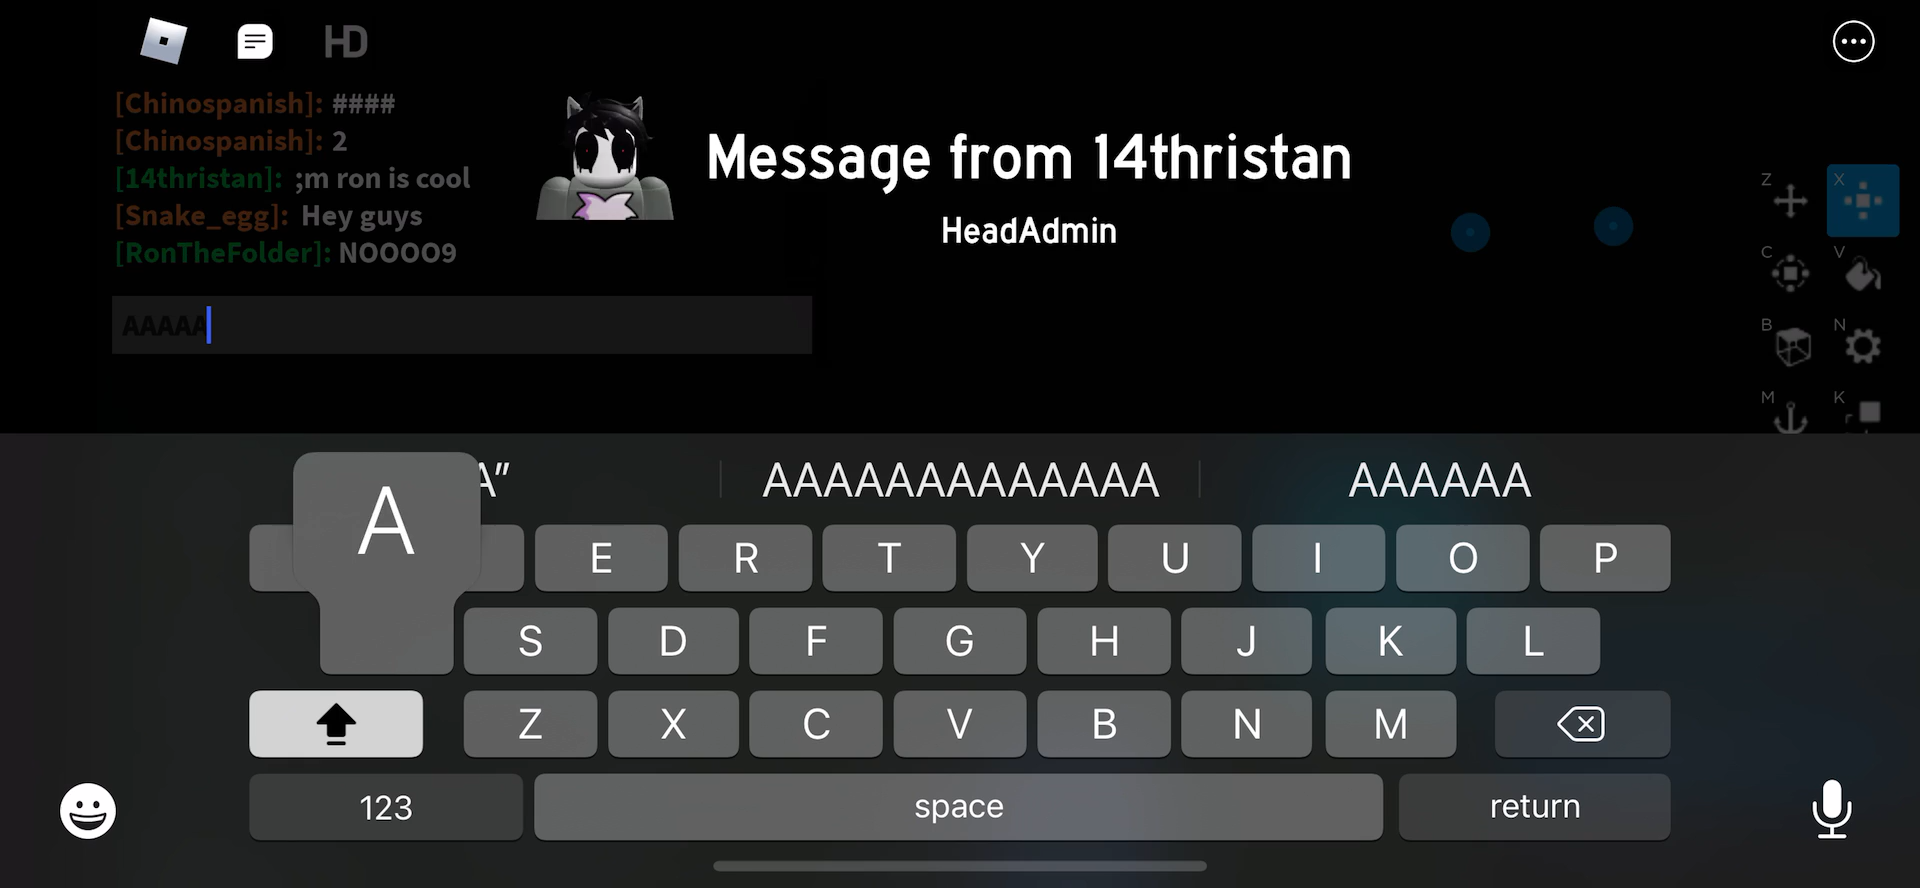 HD
[Chinospanish]: ####
[Chinospanish]: 2
[14thristan]: ;m ron is cool
[Snake_egg]: Hey guys
[RonTheFolder]: NOOOO9
AAAAA
Message from 14thristan
HeadAdmin
Z X
C V
B N
M K
A" AAAAAAAAAAAAA AAAAAA
A
E R T Y U I O P
S D F G H J K L
Z X C V B N M
123 space return